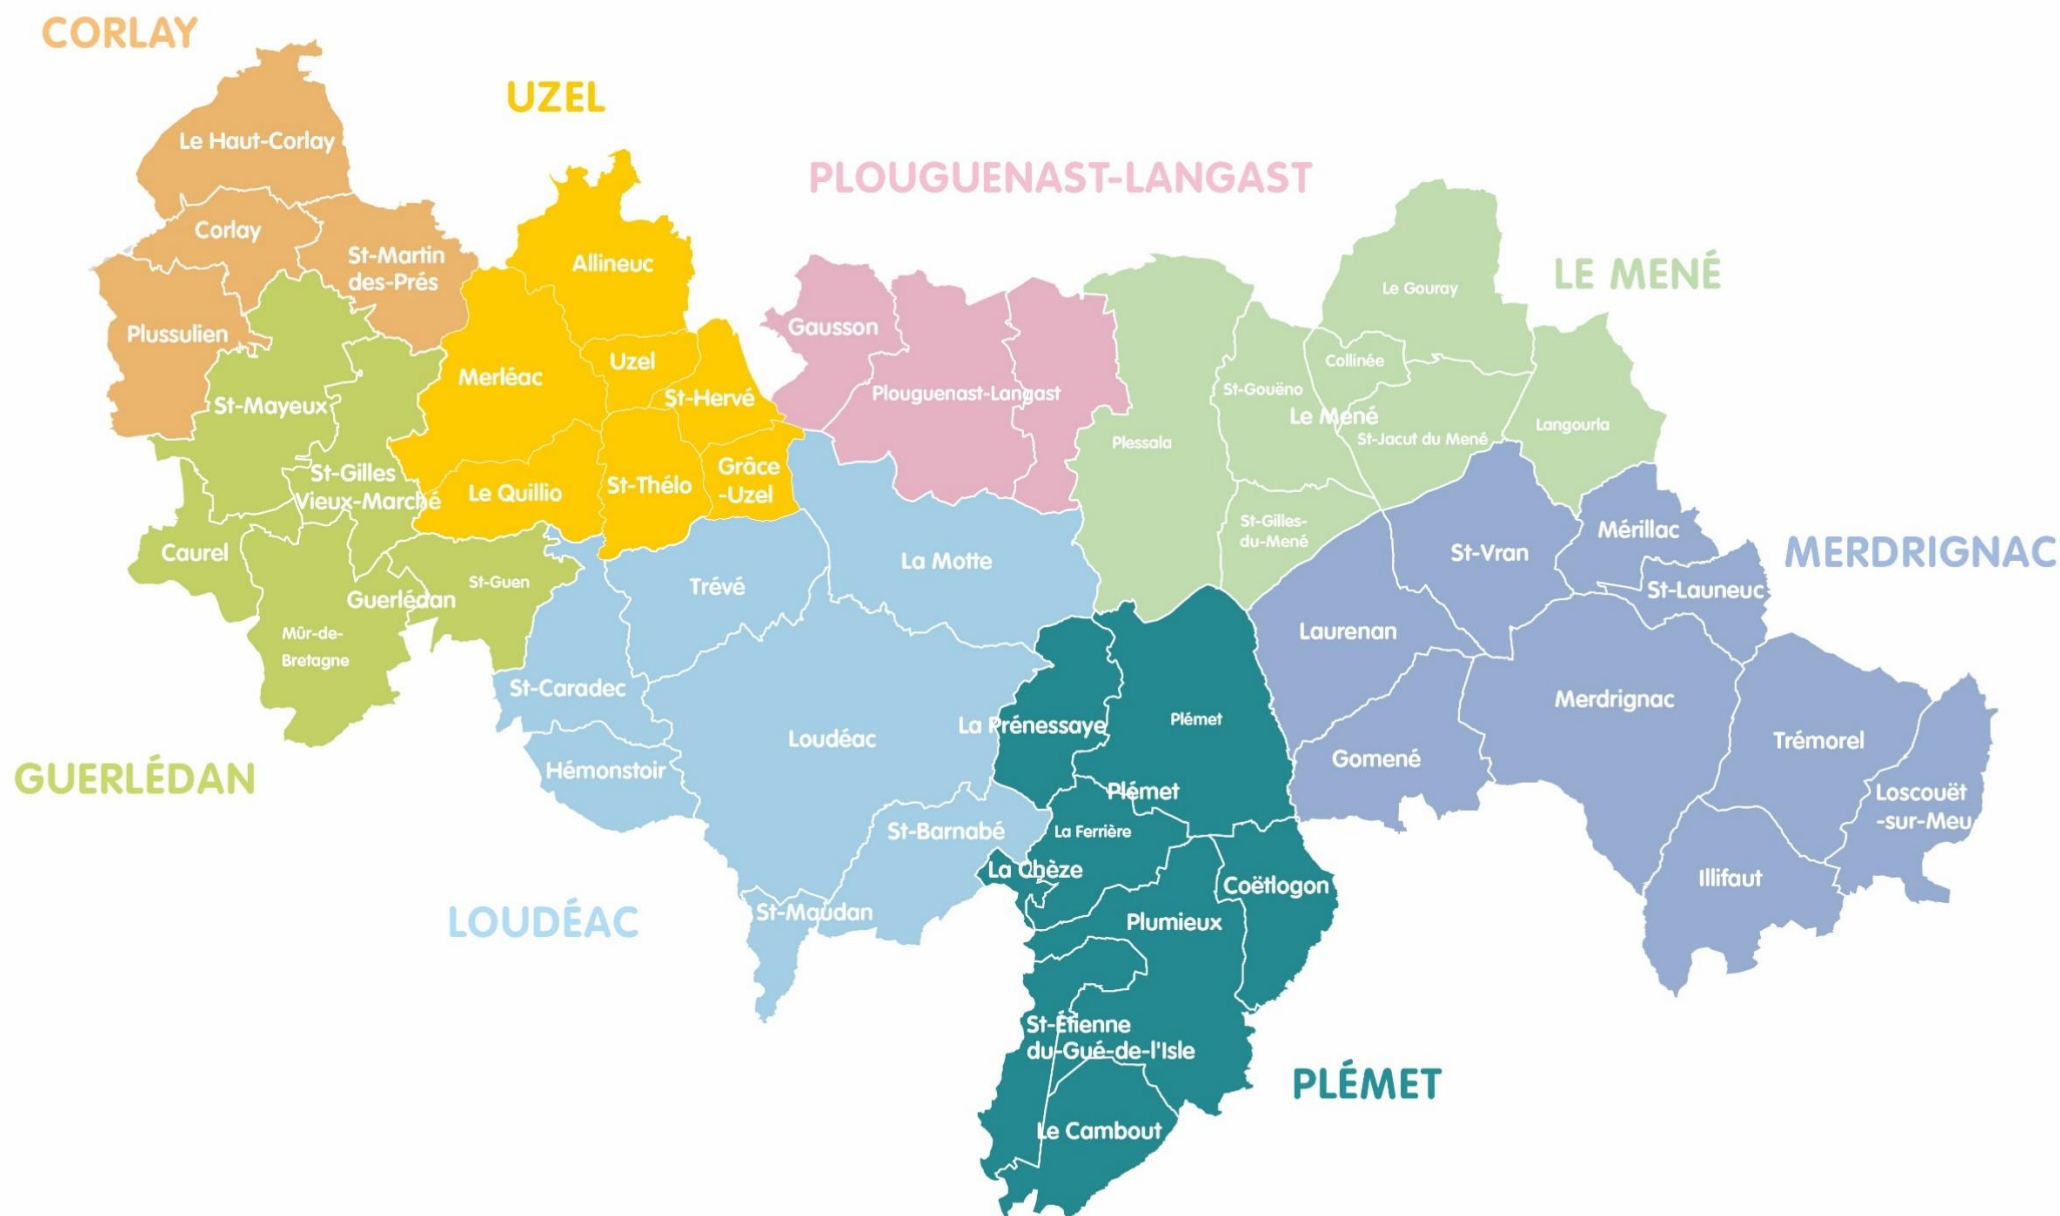 CORLAY
Le Haut-Corlay
Corlay
St-Martin
des-Prés
Plussulien
UZEL
Allineuc
Uzel
Merléac
St-Hervé
Le Quillio
St-Thélo
Grâce
-Uzel
PLOUGUENAST-LANGAST
Gausson
Plouguenast-Langast
LE MENÉ
Le Gouray
Collinée
St-Gouëno
Le Mené
St-Jacut du Mené
Langourla
Plessala
St-Gilles-
du-Mené
St-Mayeux
St-Gilles
Vieux-Marché
Caurel
St-Guen
Guerlédan
Mûr-de-
Bretagne
GUERLÉDAN
La Motte
Trévé
St-Caradec
Loudéac
Hémonstoir
St-Barnabé
St-Maudan
LOUDÉAC
MERDRIGNAC
Mérillac
St-Vran
St-Launeuc
Laurenan
Merdrignac
Gomené
Trémorel
Loscouët
-sur-Meu
Illifaut
La Prénessaye
Plémet
Plémet
La Ferrière
La Chèze
Coëtlogon
Plumieux
St-Étienne
du-Gué-de-l'Isle
Le Cambout
PLÉMET